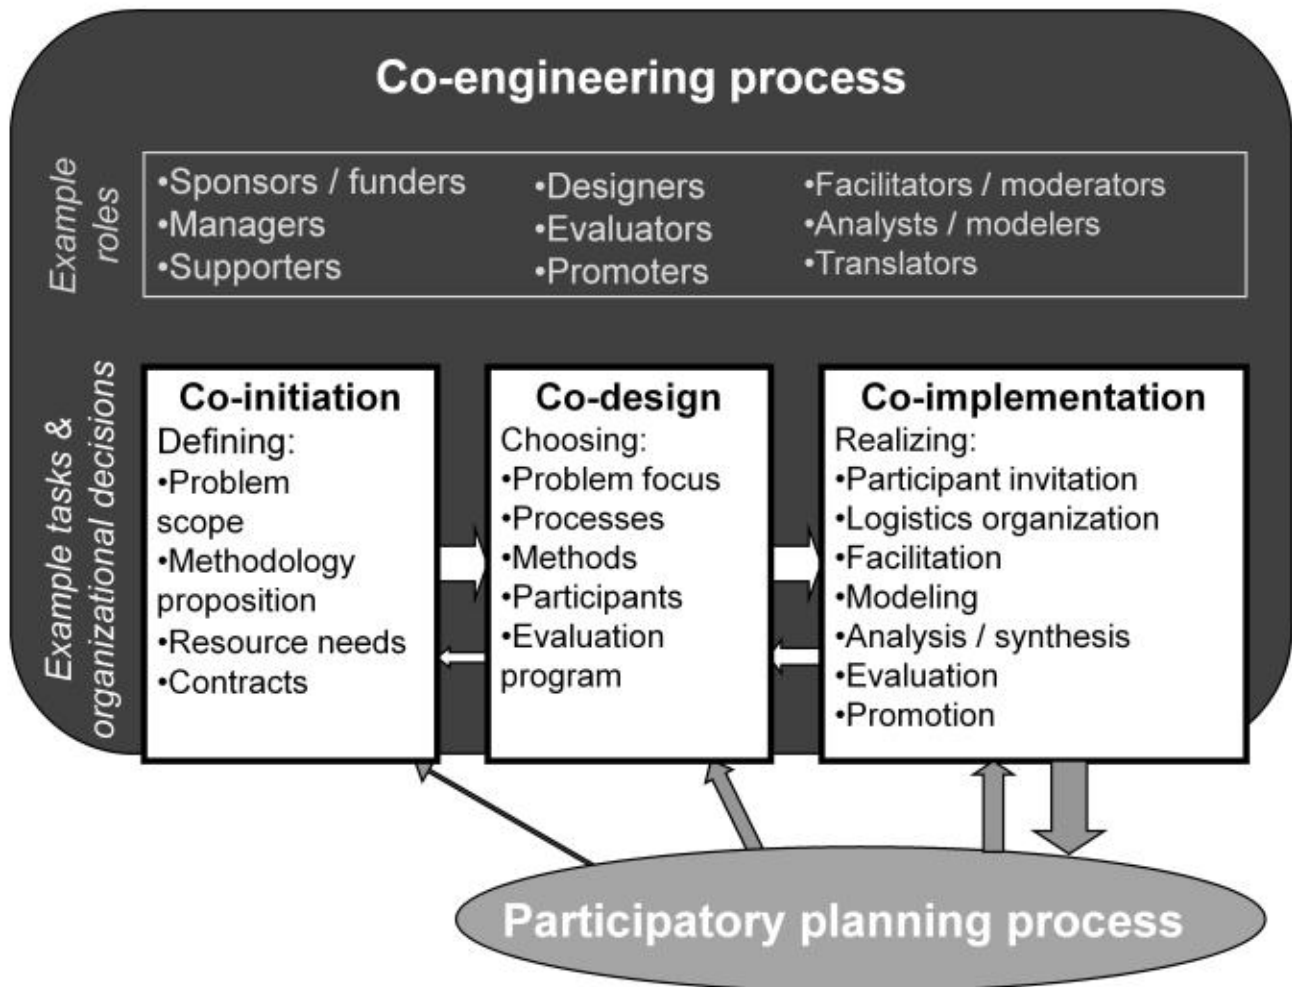 Co-engineering process
Example
roles
•Sponsors / funders
•Managers
•Supporters
•Designers
•Evaluators
•Promoters
•Facilitators / moderators
•Analysts / modelers
•Translators
Example tasks &
organizational decisions
Co-initiation
Defining:
•Problem
scope
•Methodology
proposition
•Resource needs
•Contracts
Co-design
Choosing:
•Problem focus
•Processes
•Methods
•Participants
•Evaluation
program
Co-implementation
Realizing:
•Participant invitation
•Logistics organization
•Facilitation
•Modeling
•Analysis / synthesis
•Evaluation
•Promotion
Participatory planning process